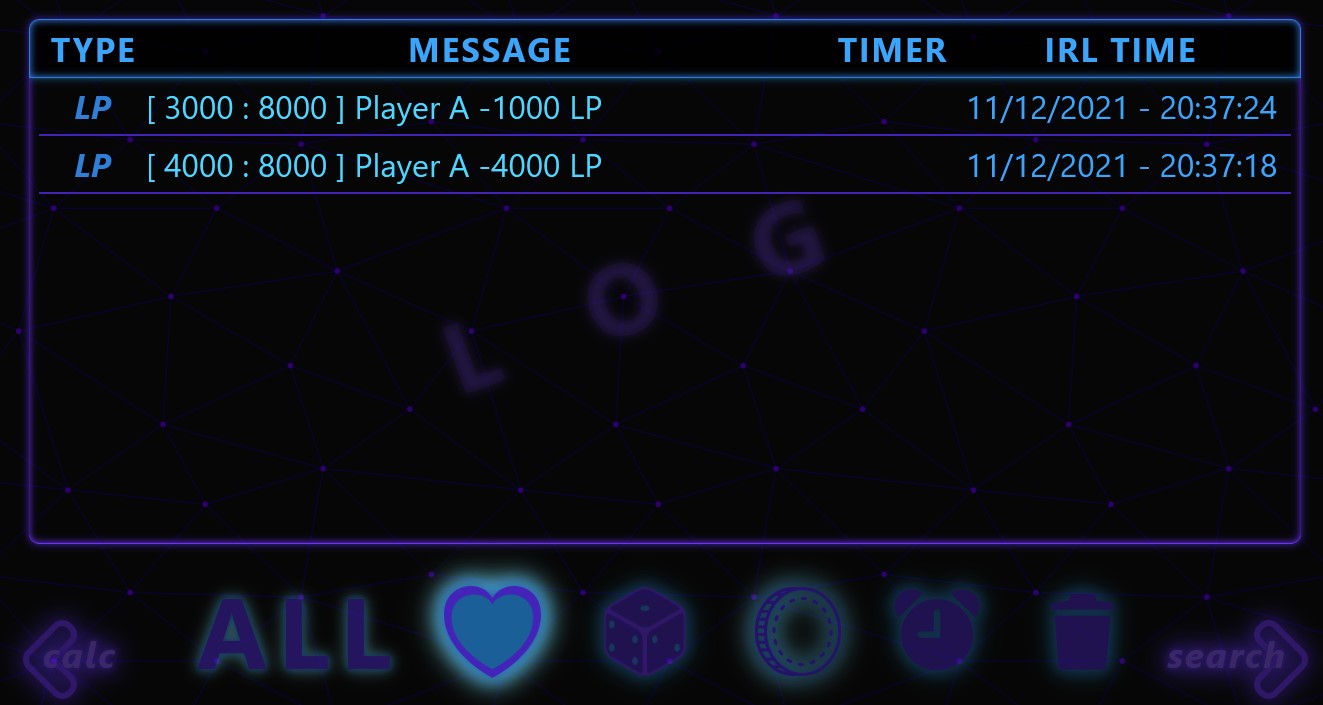 TYPE MESSAGE TIMER IRL TIME
LP [ 3000 : 8000 ] Player A -1000 LP 11/12/2021 - 20:37:24
LP [ 4000 : 8000 ] Player A -4000 LP 11/12/2021 - 20:37:18
LOG
ALL
calc search